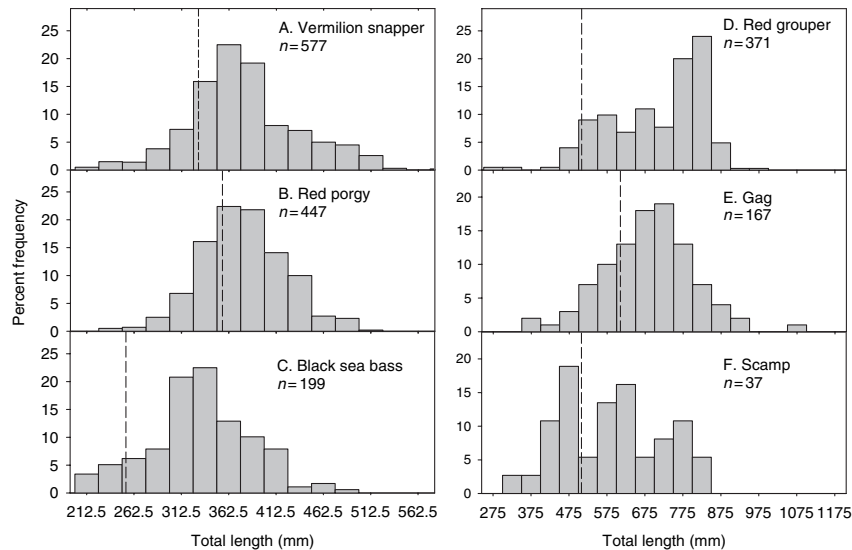 A. Vermilion snapper
n=577
25
20
15
10
5
0
B. Red porgy
n=447
25
20
15
10
5
0
C. Black sea bass
n=199
25
20
15
10
5
0
Percent frequency
212.5 262.5 312.5 362.5 412.5 462.5 512.5 562.5
Total length (mm)
D. Red grouper
n=371
25
20
15
10
5
0
E. Gag
n=167
20
15
10
5
0
F. Scamp
n=37
20
15
10
5
0
275 375 475 575 675 775 875 975 1075 1175
Total length (mm)